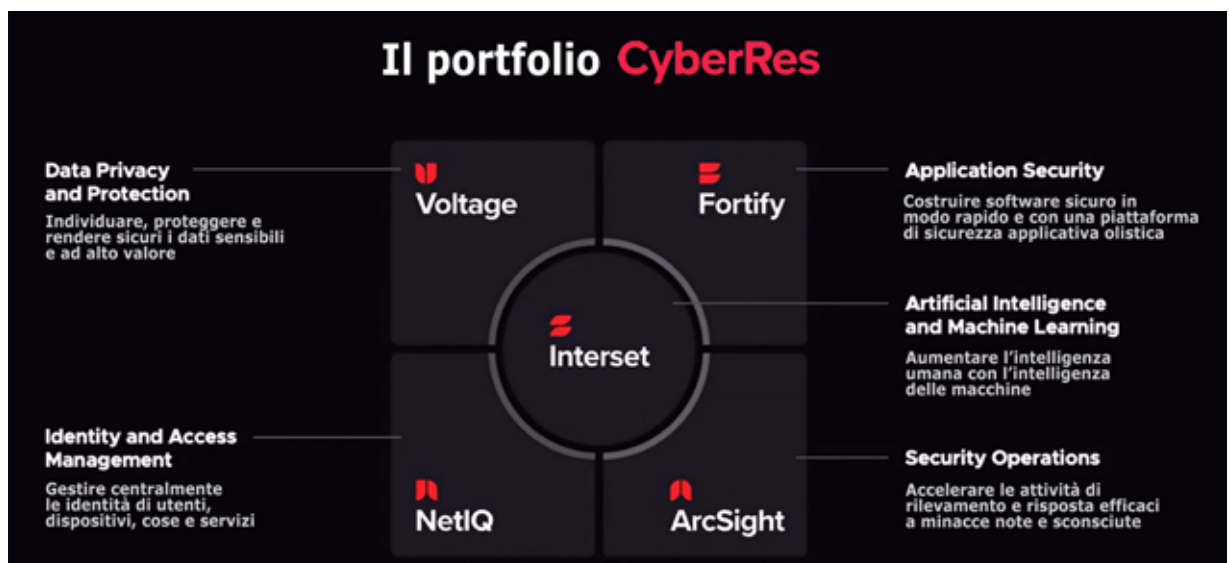 Il portfolio CyberRes
Data Privacy
and Protection
Individuare, proteggere e
rendere sicuri i dati sensibili
e ad alto valore
Voltage
Fortify
Application Security
Costruire software sicuro in
modo rapido e con una piattaforma
di sicurezza applicativa olistica
Interset
Artificial Intelligence
and Machine Learning
Aumentare l'intelligenza
umana con l'intelligenza
delle macchine
Identity and Access
Management
Gestire centralmente
le identità di utenti,
dispositivi, cose e servizi
NetIQ
ArcSight
Security Operations
Accelerare le attività di
rilevamento e risposta efficaci
a minacce note e sconsciute